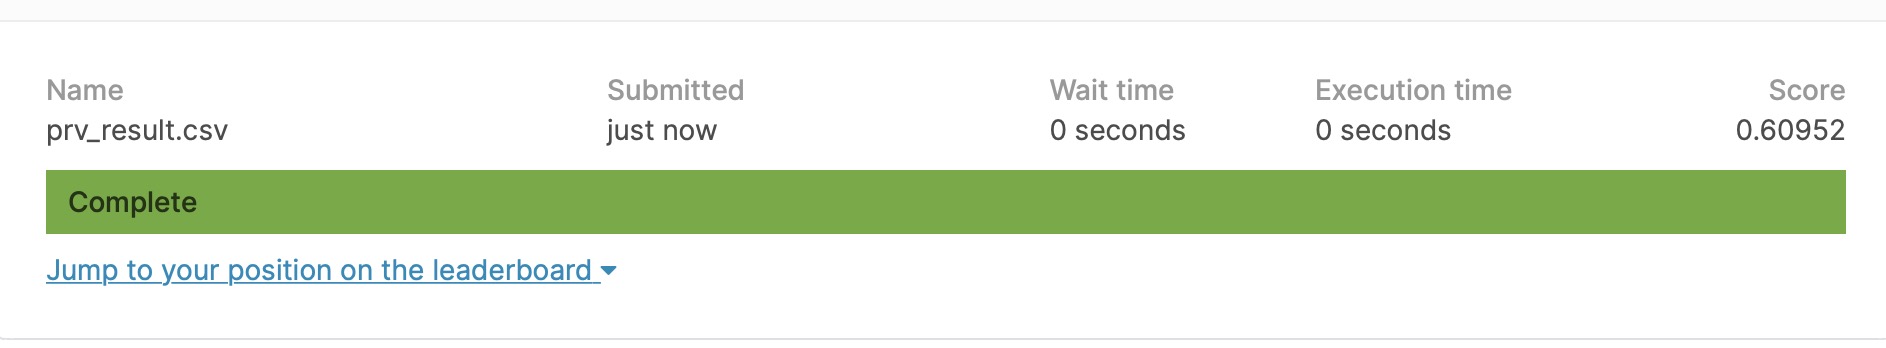 Name Submitted Wait time Execution time Score
prv_result.csv just now 0 seconds 0 seconds 0.60952
Complete
Jump to your position on the leaderboard